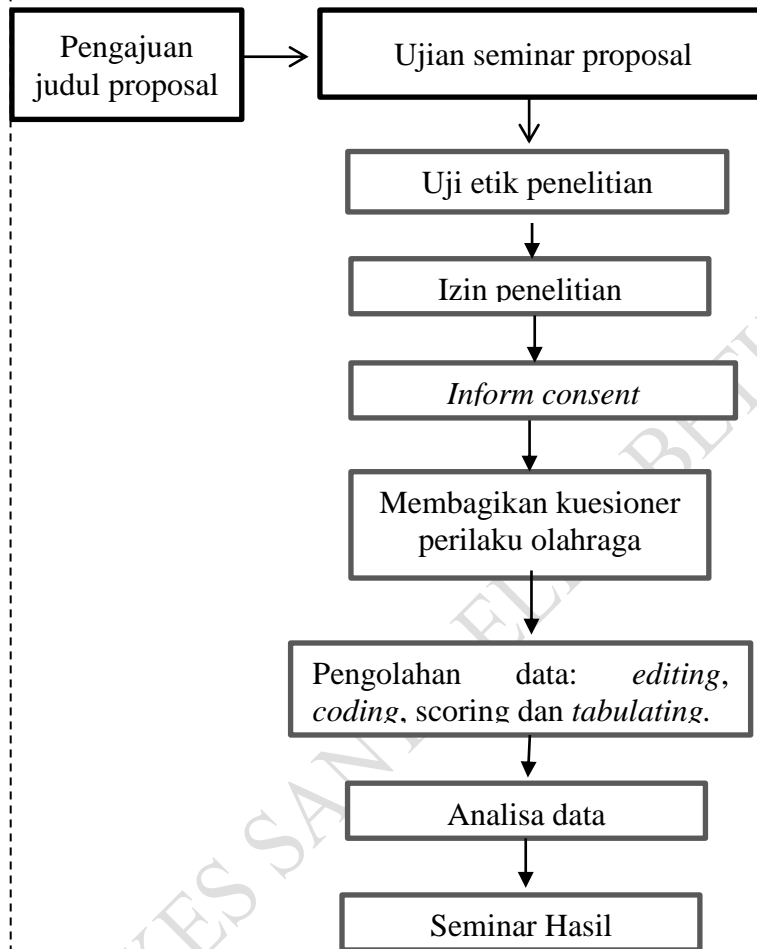 Pengajuan
judul proposal
Ujian seminar proposal
Uji etik penelitian
Izin penelitian
Inform consent
Membagikan kuesioner
perilaku olahraga
Pengolahan data: editing,
coding, scoring dan tabulating.
Analisa data
Seminar Hasil